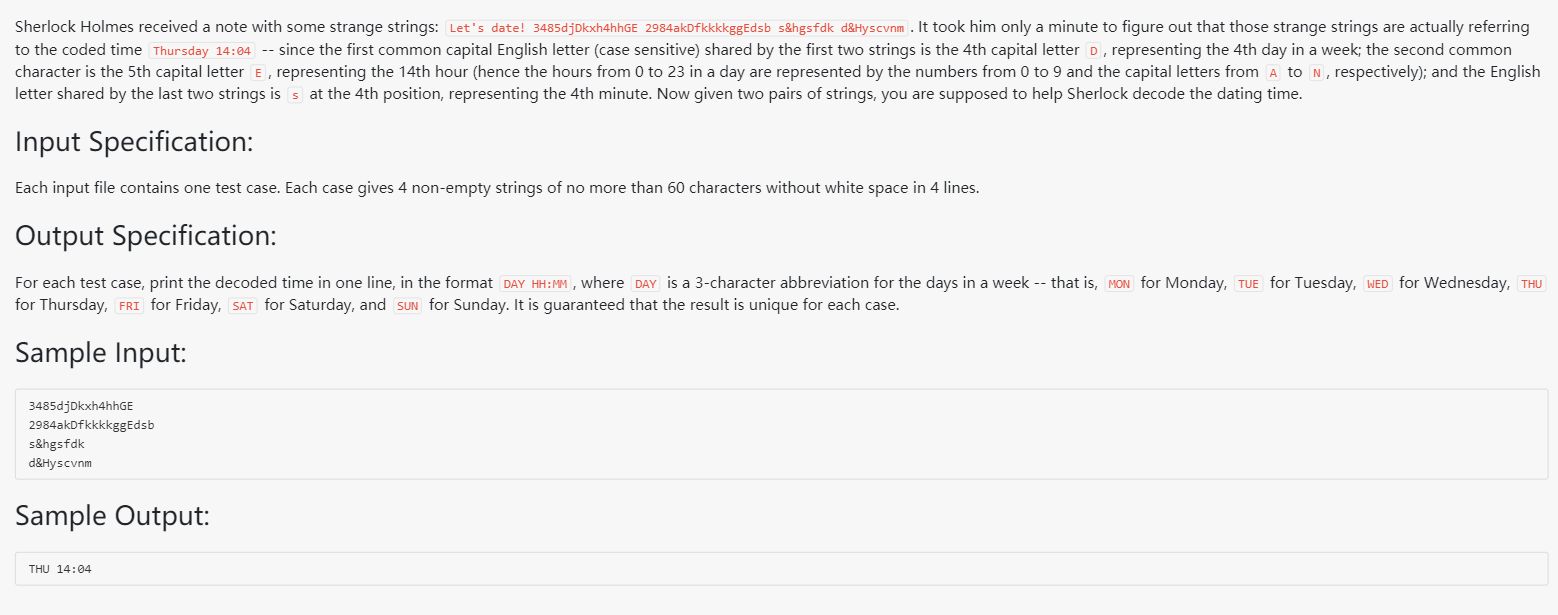 Sherlock Holmes received a note with some strange strings: Let's date! 3485djDkxh4hhGE 2984akDfkkkkggEdsb s&hgsfdk d&Hyscvnm . It took him only a minute to figure out that those strange strings are actually referring
to the coded time Thursday 14:04 -- since the first common capital English letter (case sensitive) shared by the first two strings is the 4th capital letter D , representing the 4th day in a week; the second common
character is the 5th capital letter E , representing the 14th hour (hence the hours from 0 to 23 in a day are represented by the numbers from 0 to 9 and the capital letters from A to N , respectively); and the English
letter shared by the last two strings is s at the 4th position, representing the 4th minute. Now given two pairs of strings, you are supposed to help Sherlock decode the dating time.
Input Specification:
Each input file contains one test case. Each case gives 4 non-empty strings of no more than 60 characters without white space in 4 lines.
Output Specification:
For each test case, print the decoded time in one line, in the format DAY HH:MM , where DAY is a 3-character abbreviation for the days in a week -- that is, MON for Monday, TUE for Tuesday, WED for Wednesday, THU
for Thursday, FRI for Friday, SAT for Saturday, and SUN for Sunday. It is guaranteed that the result is unique for each case.
Sample Input:
3485djDkxh4hhGE
2984akDfkkkkggEdsb
s&hgsfdk
d&Hyscvnm
Sample Output:
THU 14:04